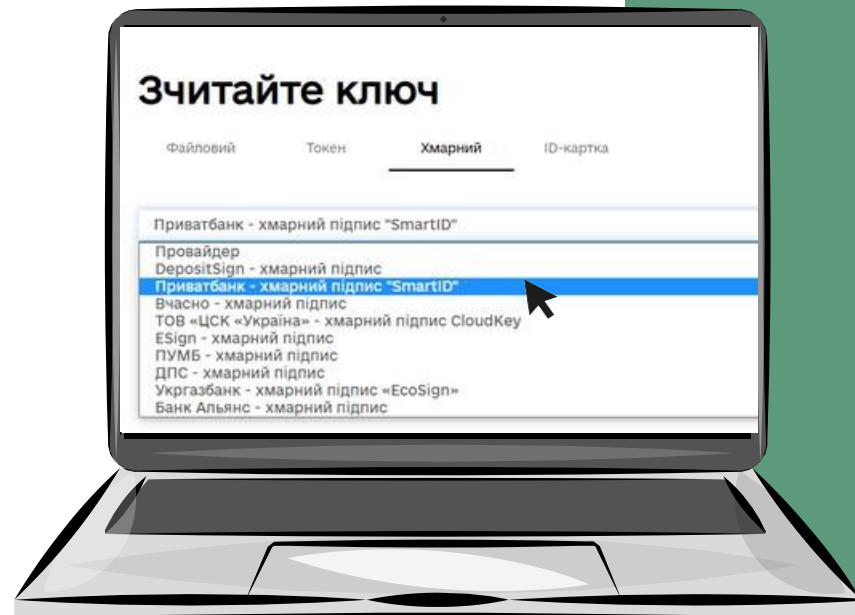 Зчитайте ключ
Файловий Токен Хмарний ID-картка
Приватбанк - хмарний підпис "SmartID"
Провайдер
DepositSign - хмарний підпис
Приватбанк - хмарний підпис "SmartID"
Вчасно - хмарний підпис
ТОВ «ЦСК «Україна» - хмарний підпис CloudKey
ESign - хмарний підпис
ПУМБ - хмарний підпис
ДПС - хмарний підпис
Укргазбанк - хмарний підпис «EcoSign»
Банк Альянс - хмарний підпис